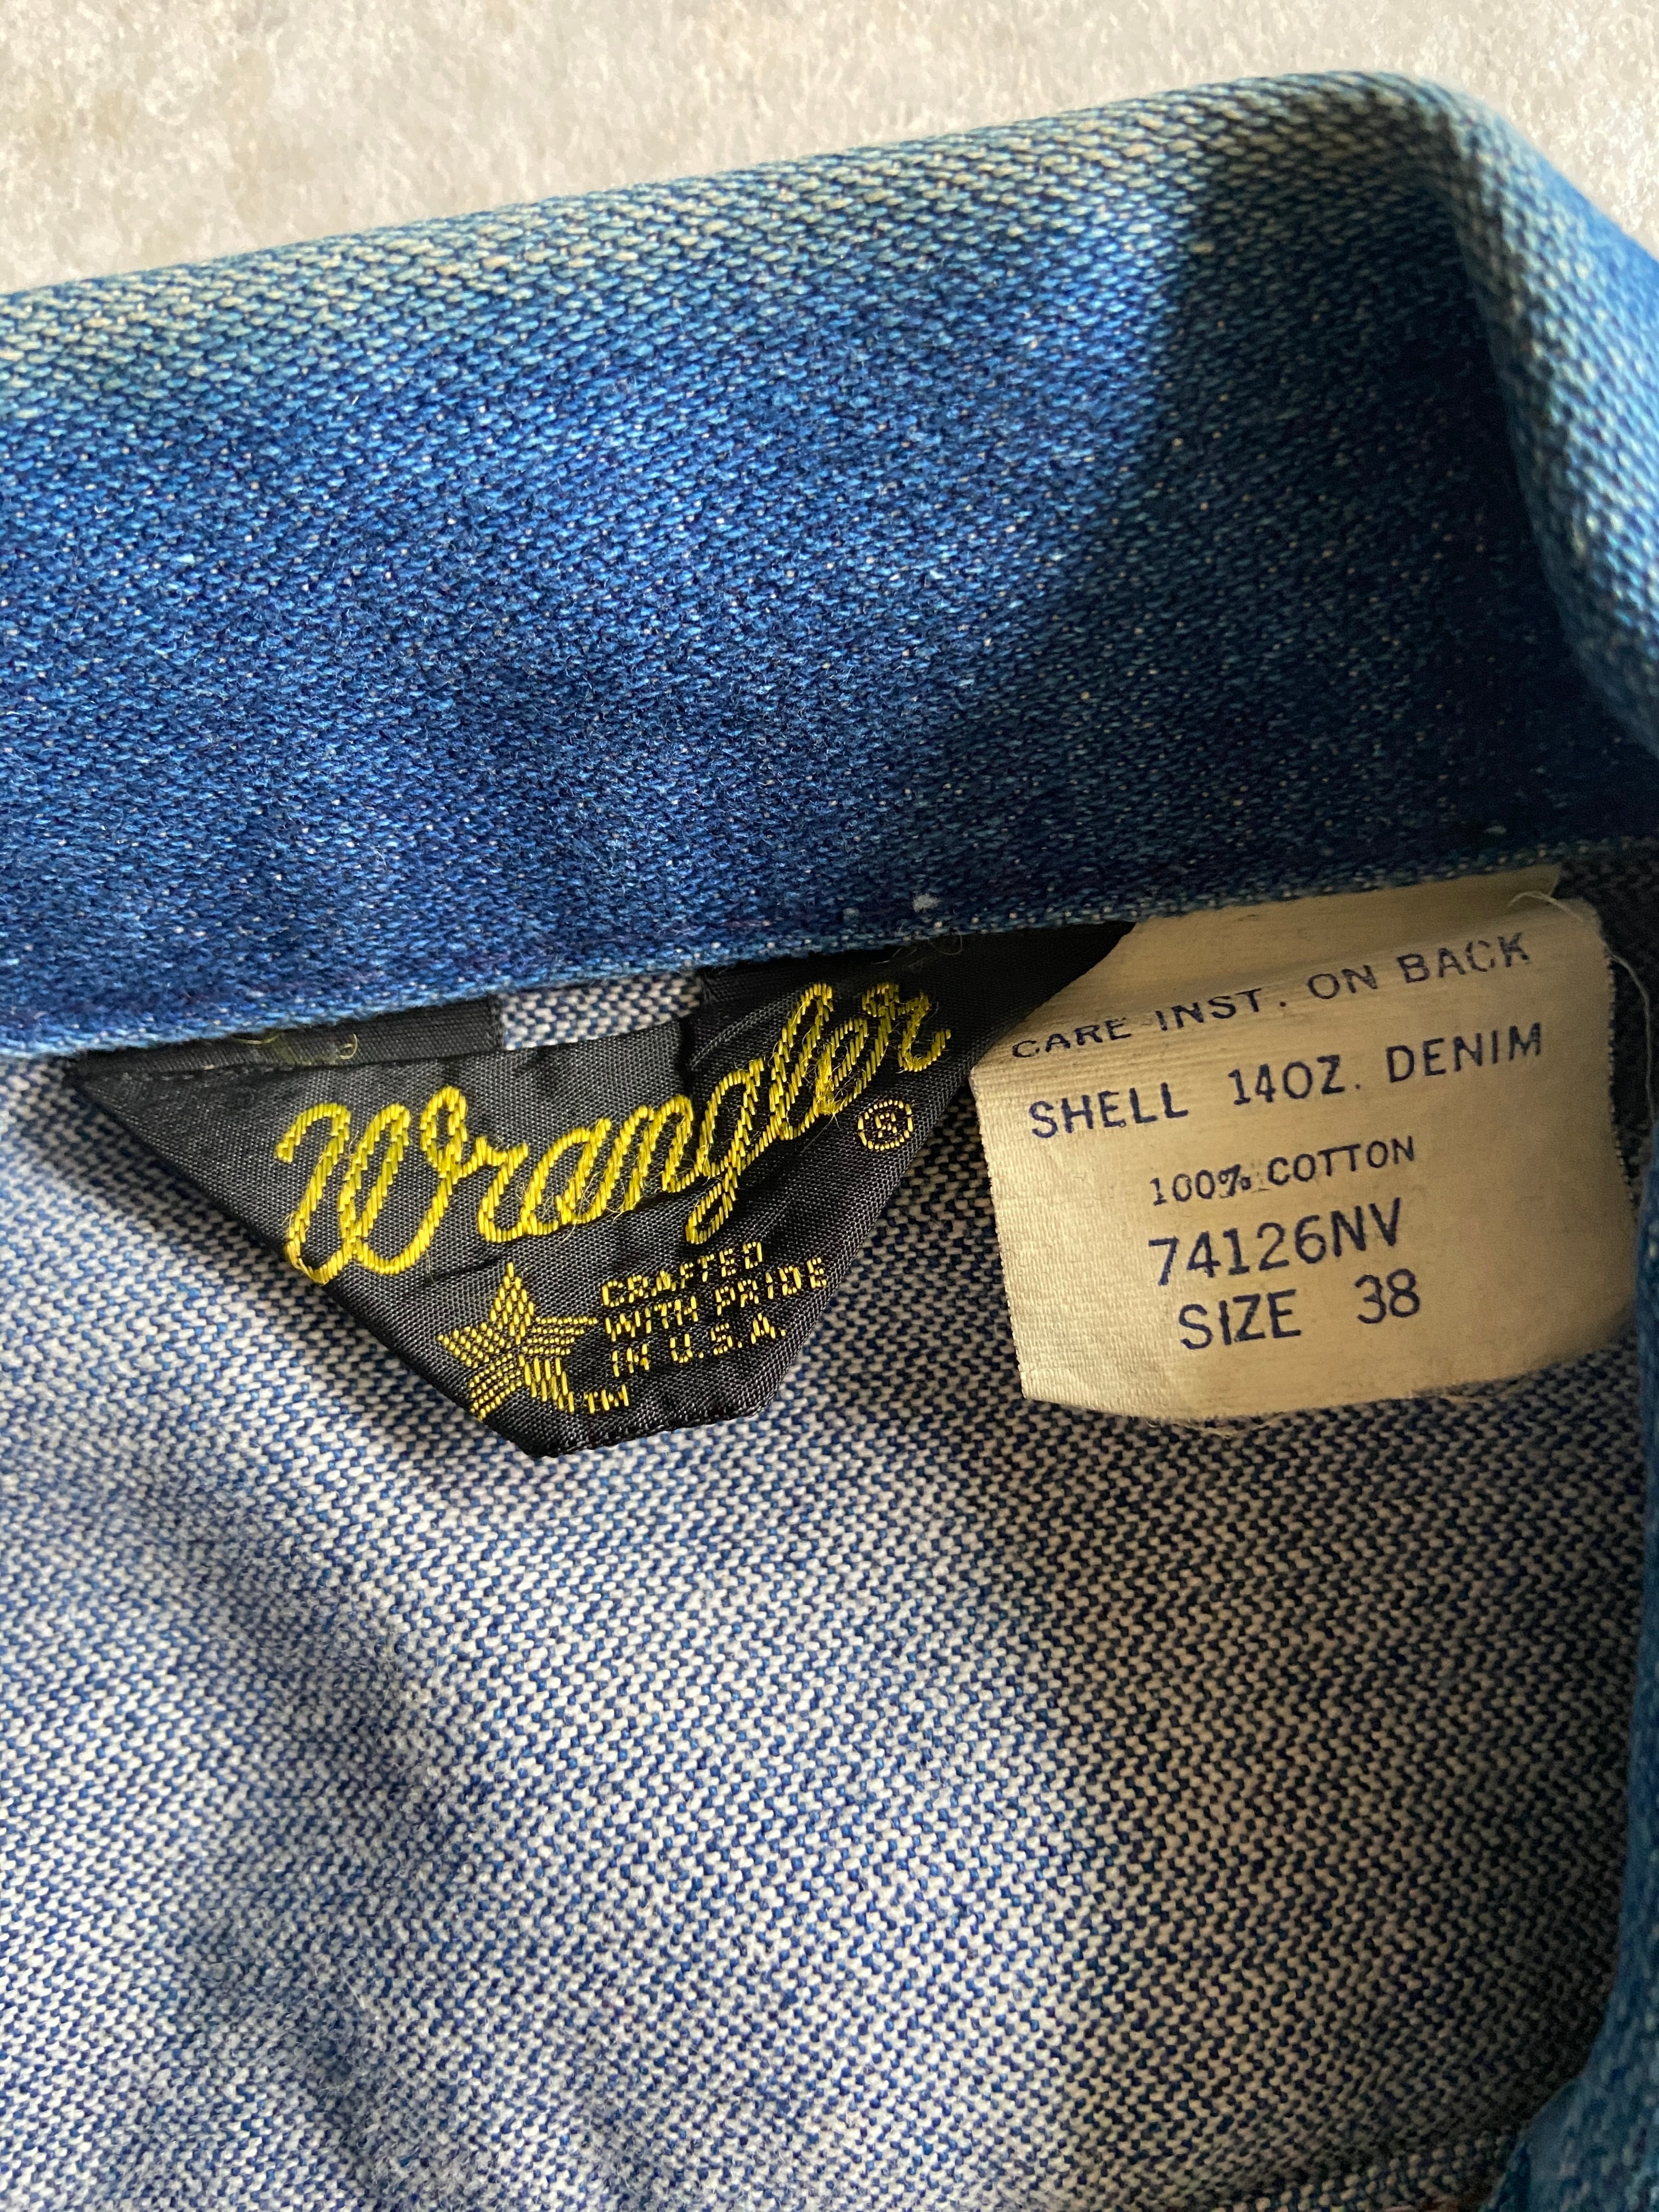 Wrangler ®
CRAFTED
WITH PRIDE
IN U.S.A.
TM
CARE INST. ON BACK
SHELL 14OZ. DENIM
100% COTTON
74126NV
SIZE 38